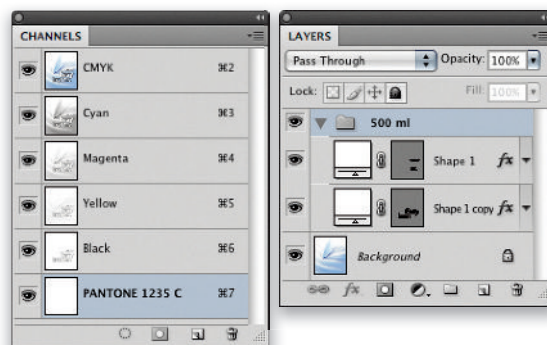 CHANNELS
CMYK ⌘2
Cyan ⌘3
Magenta ⌘4
Yellow ⌘5
Black ⌘6
PANTONE 1235 C ⌘7
LAYERS
Pass Through Opacity: 100%
Lock: Fill: 100%
500 ml
Shape 1 fx
Shape 1 copy fx
Background
fx